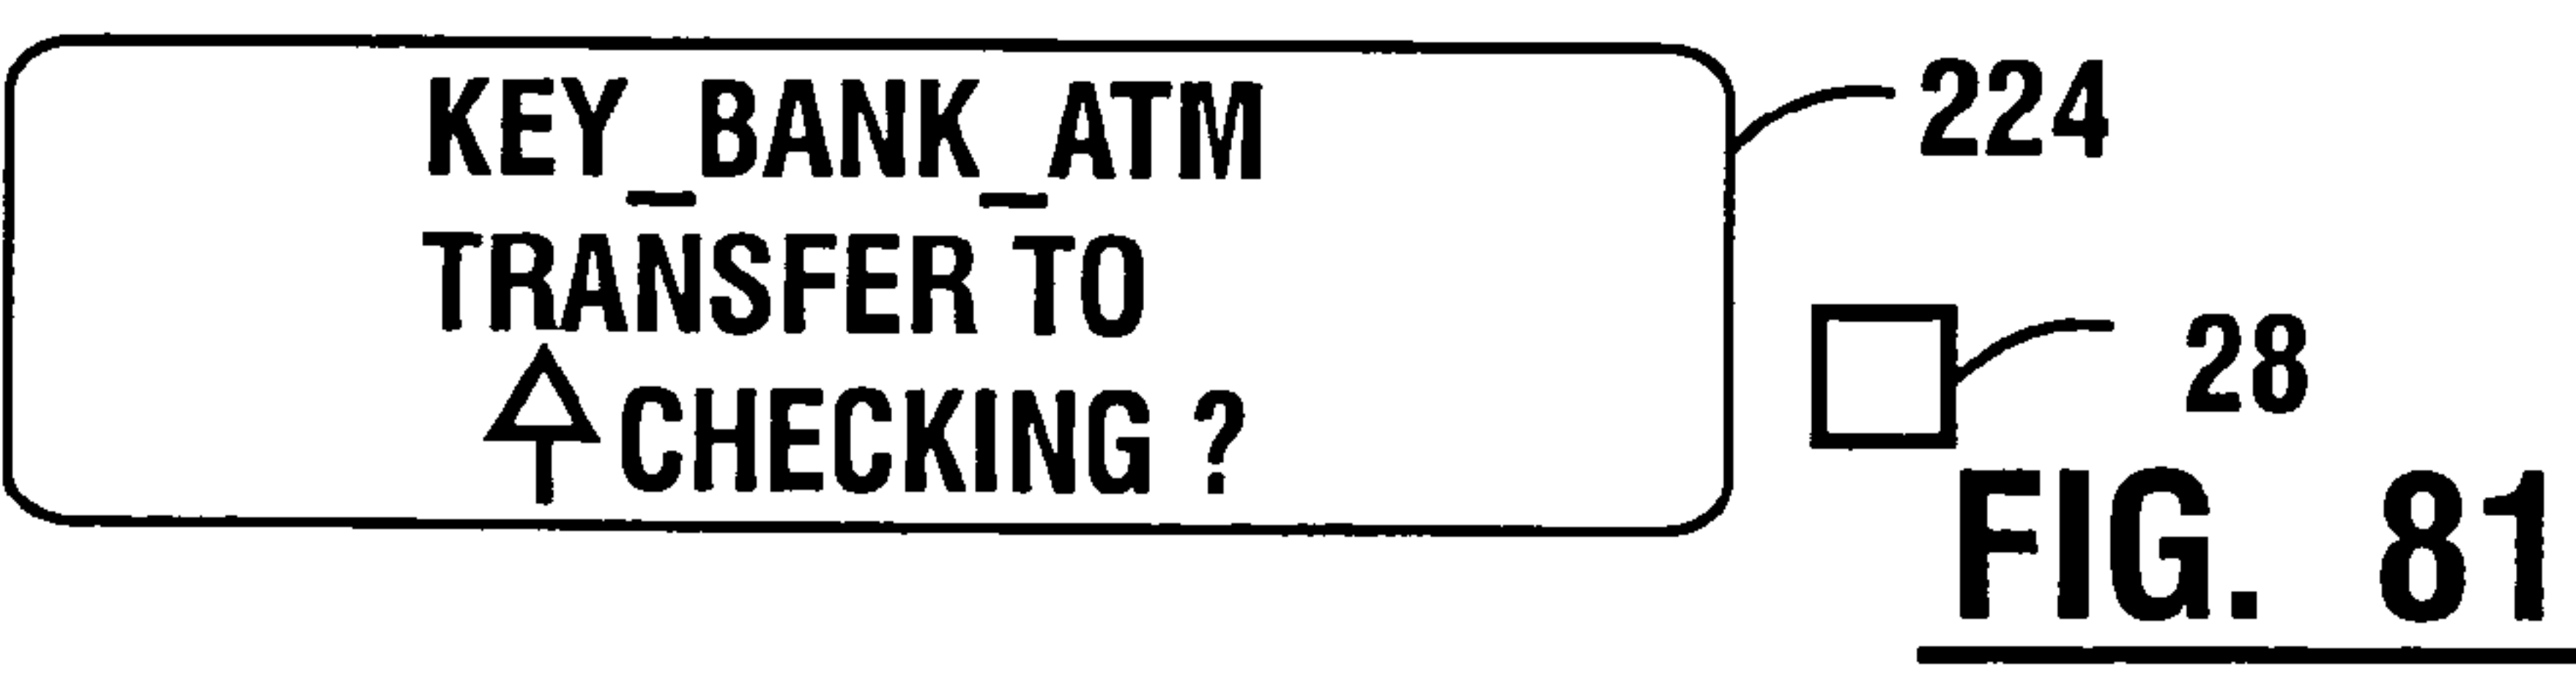 KEY_BANK_ATM
224
TRANSFER TO
28
CHECKING ?
FIG. 81